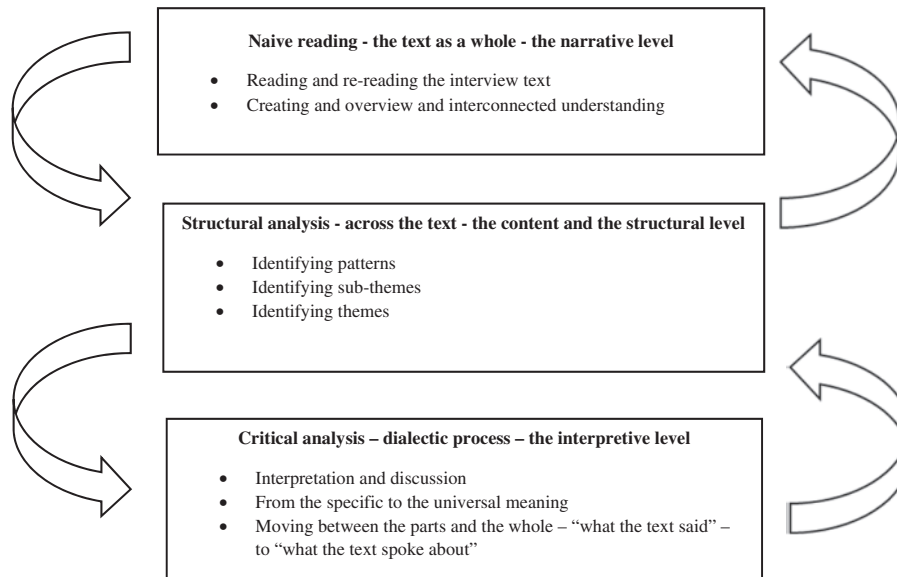 Naive reading - the text as a whole - the narrative level
• Reading and re-reading the interview text
• Creating and overview and interconnected understanding
Structural analysis - across the text - the content and the structural level
• Identifying patterns
• Identifying sub-themes
• Identifying themes
Critical analysis – dialectic process – the interpretive level
• Interpretation and discussion
• From the specific to the universal meaning
• Moving between the parts and the whole – “what the text said” –
to “what the text spoke about”